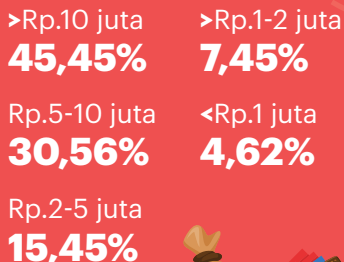 >Rp.10 juta
45,45%
Rp.5-10 juta
30,56%
Rp.2-5 juta
15,45%
>Rp.1-2 juta
7,45%
<Rp.1 juta
4,62%